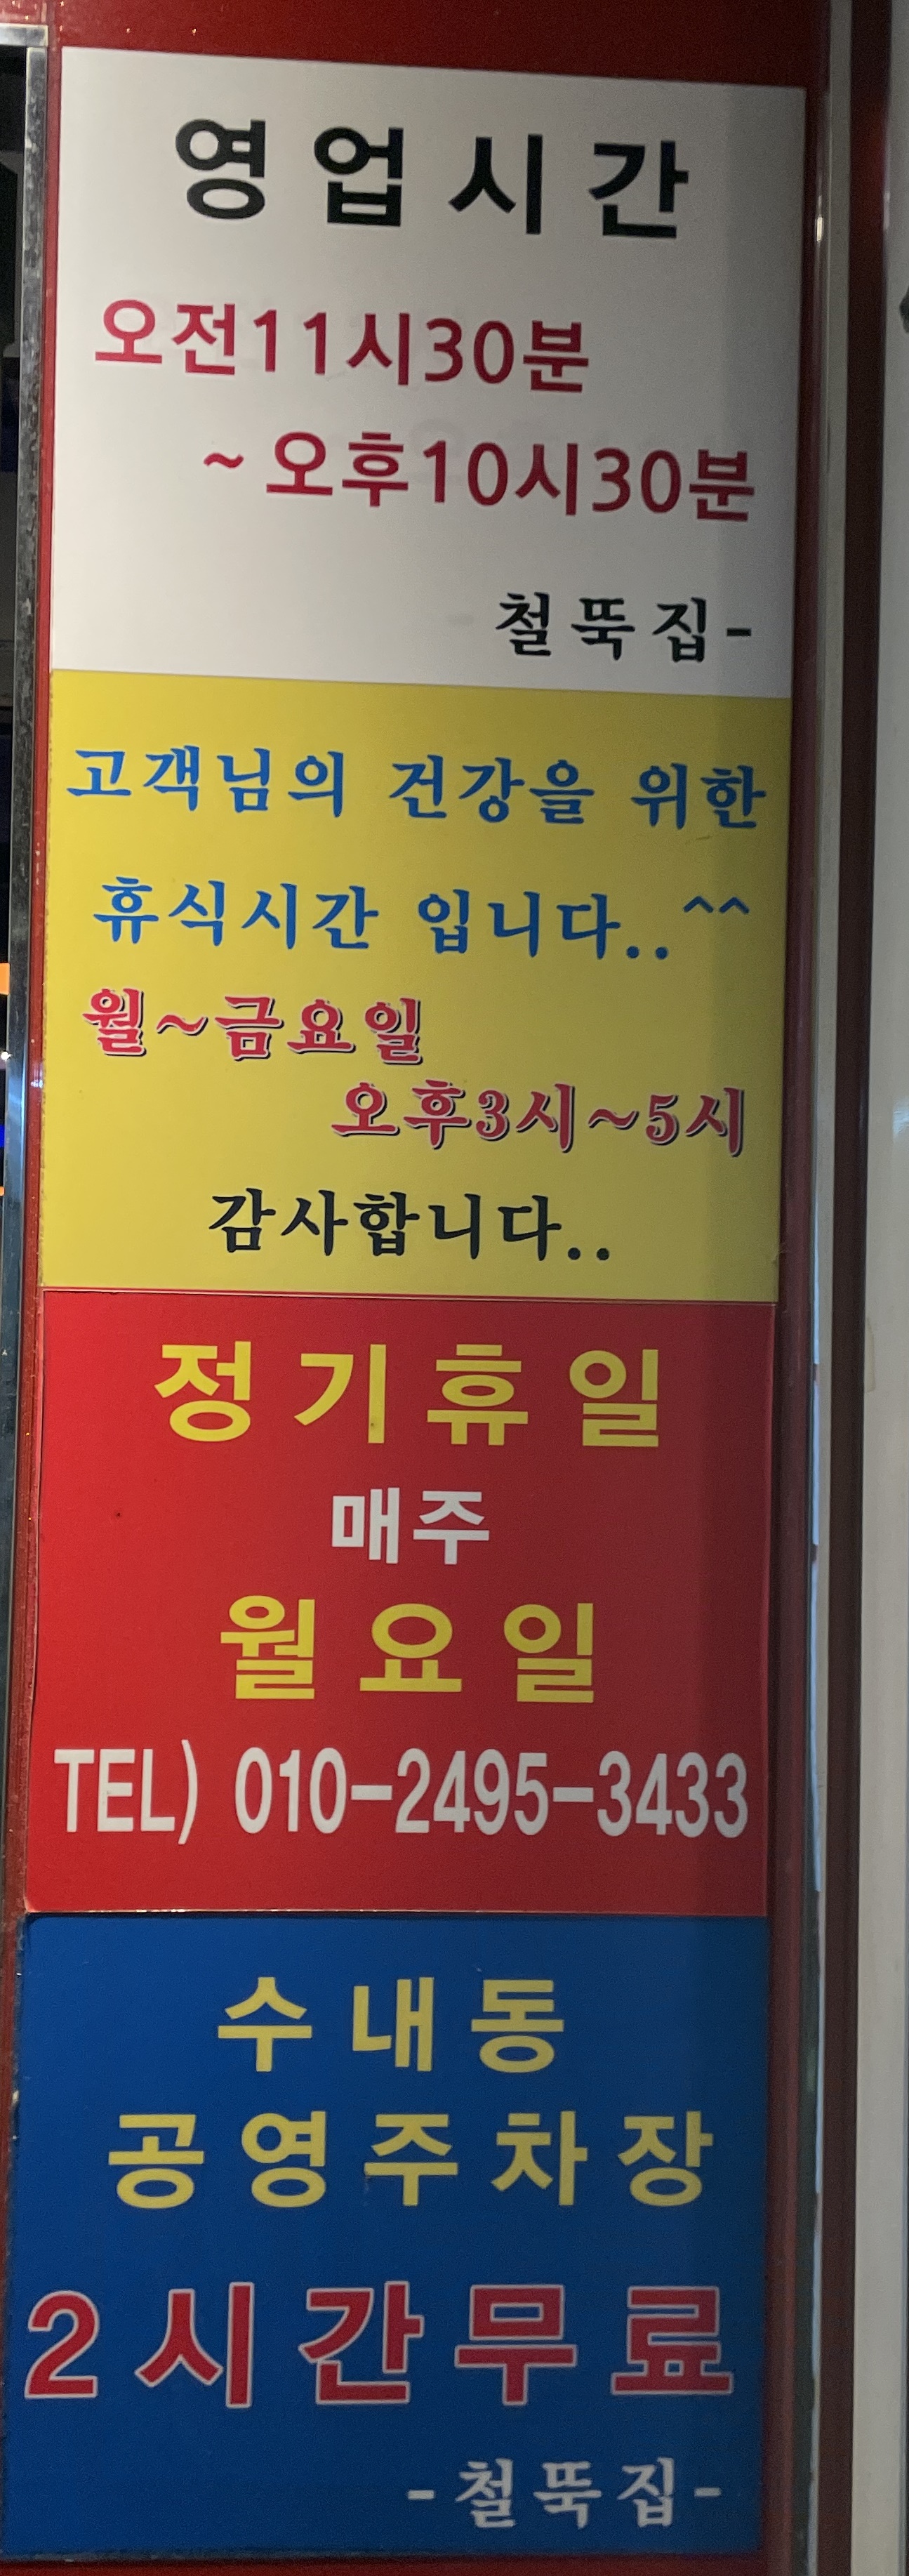 영업시간
오전11시30분
~오후10시30분
-철뚝집-
고객님의 건강을 위한
휴식시간 입니다..^^
월~금요일
오후3시~5시
감사합니다..
정기휴일
매주
월요일
TEL) 010-2495-3433
수내동
공영주차장
2시간무료
-철뚝집-